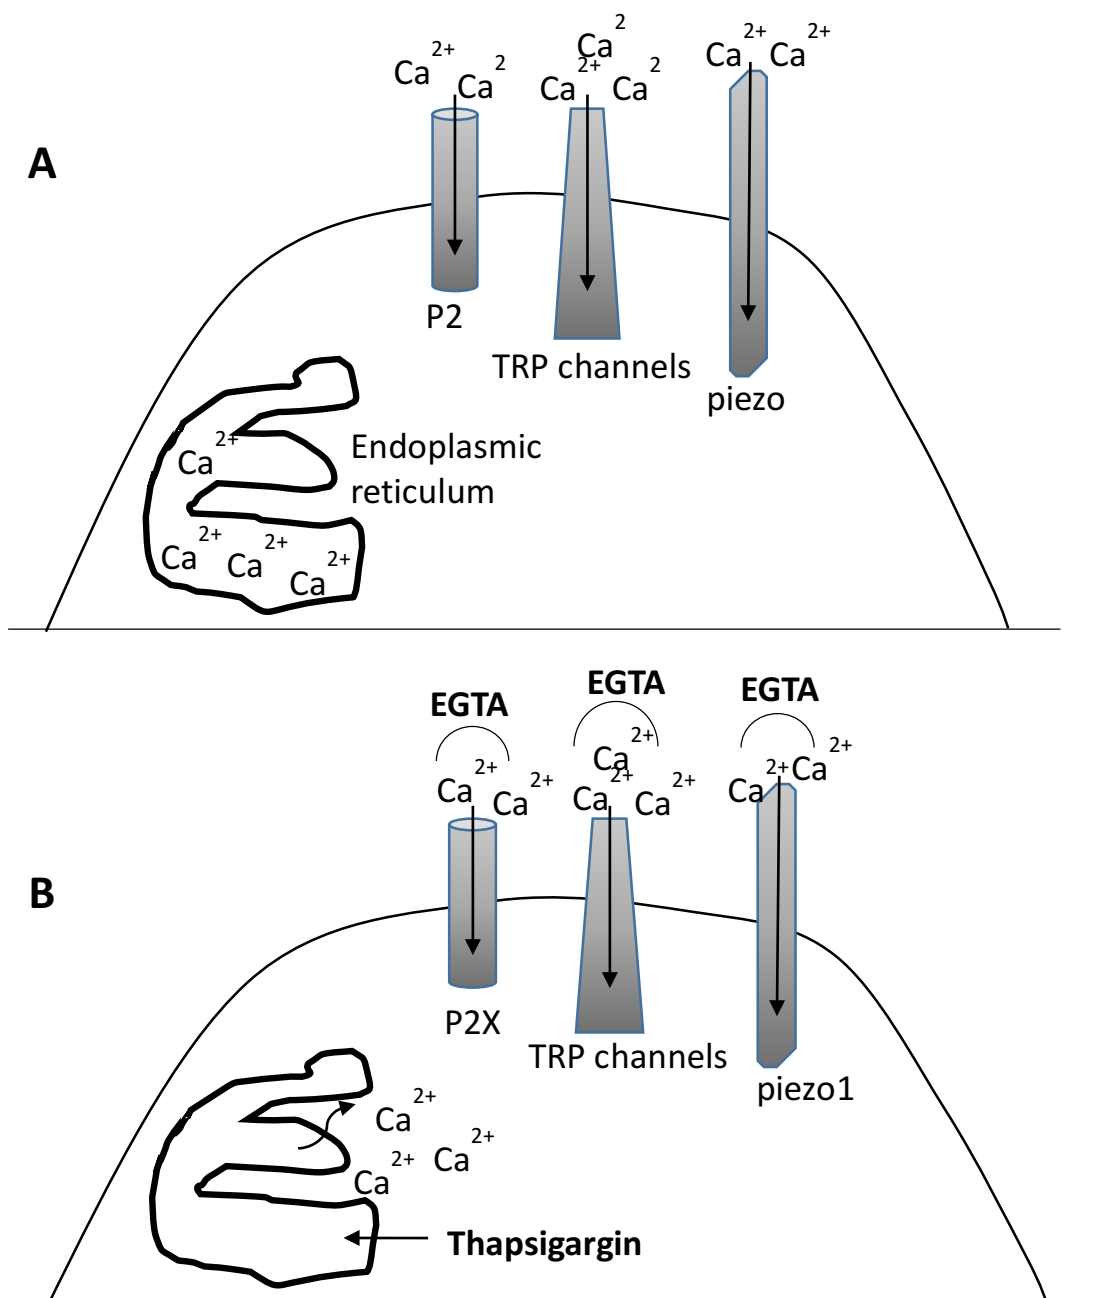 Ca2+ Ca2
Ca2
Ca2+ Ca2
Ca2+ Ca2+
A
P2
TRP channels
piezo
Endoplasmic
reticulum
Ca2+
Ca2+ Ca2+ Ca2+
EGTA
EGTA
EGTA
Ca2+ Ca2+
Ca2+
Ca2+ Ca2+
Ca2+ Ca2+
B
P2X
TRP channels
piezo1
Ca2+
Ca2+ Ca2+
Thapsigargin